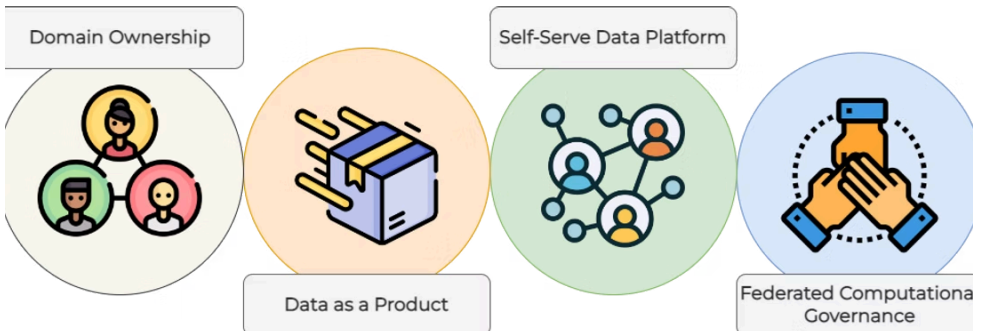 Domain Ownership
Self-Serve Data Platform
Data as a Product
Federated Computationa
Governance